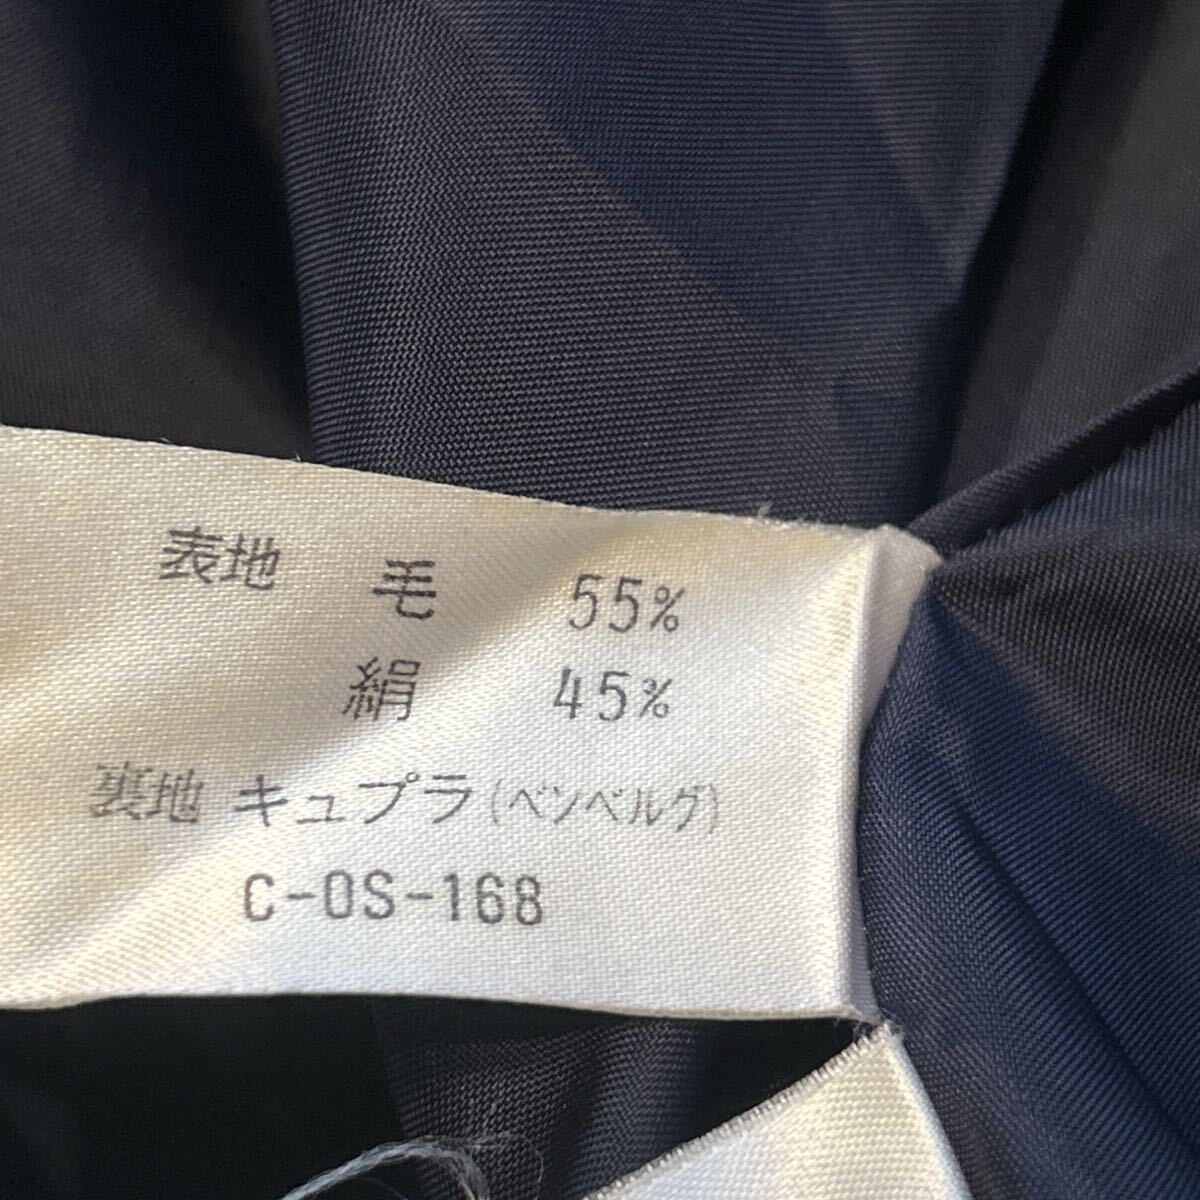 表地 毛 55%
絹 45%
裏地 キュプラ(ベンベルグ)
C-OS-168